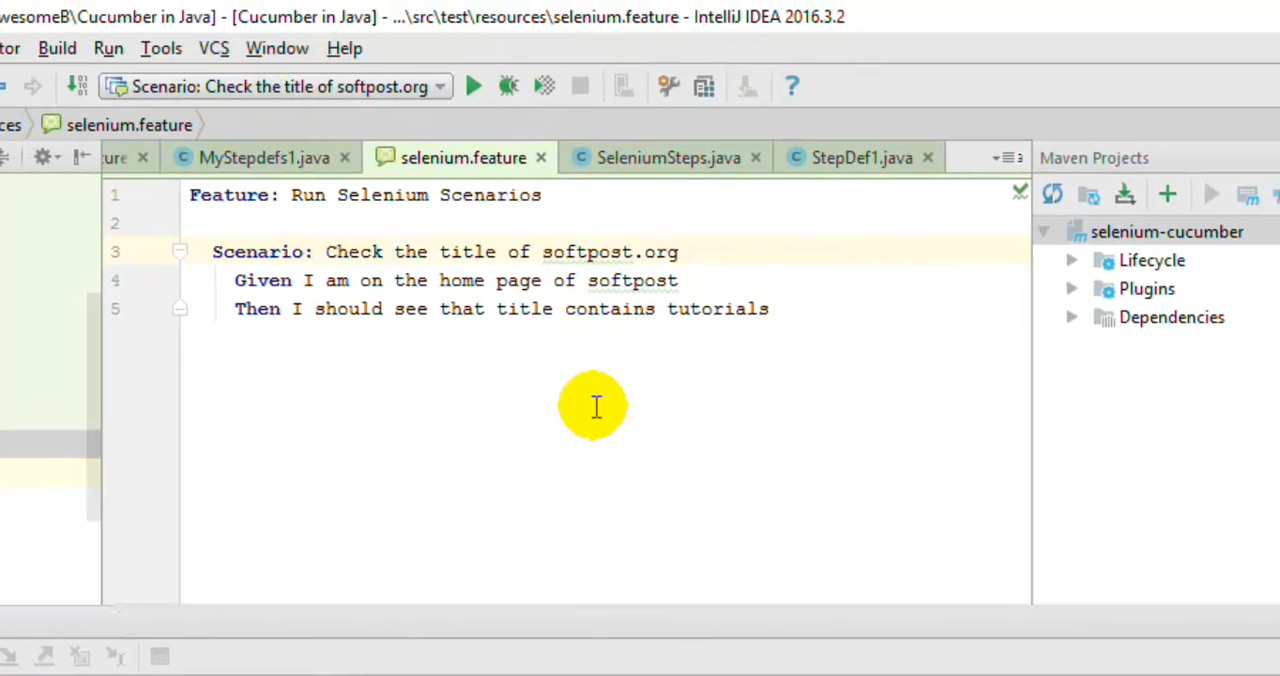 wesomeB\Cucumber in Java] - [Cucumber in Java] - ...\src\test\resources\selenium.feature - IntelliJ IDEA 2016.3.2
tor Build Run Tools VCS Window Help
Scenario: Check the title of softpost.org
ces selenium.feature
ture MyStepdefs1.java selenium.feature SeleniumSteps.java StepDef1.java 3 Maven Projects
1 Feature: Run Selenium Scenarios
2
3 Scenario: Check the title of softpost.org
4 Given I am on the home page of softpost
5 Then I should see that title contains tutorials
selenium-cucumber
Lifecycle
Plugins
Dependencies